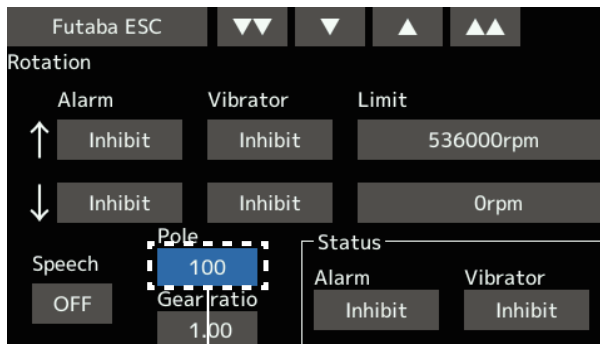 Futaba ESC ▼▼ ▼ ▲ ▲▲
Rotation
Alarm Vibrator Limit
↑ Inhibit Inhibit 536000rpm
↓ Inhibit Inhibit 0rpm
Pole
Status
Speech 100
Alarm Vibrator
OFF Gear ratio
Inhibit Inhibit
1.00